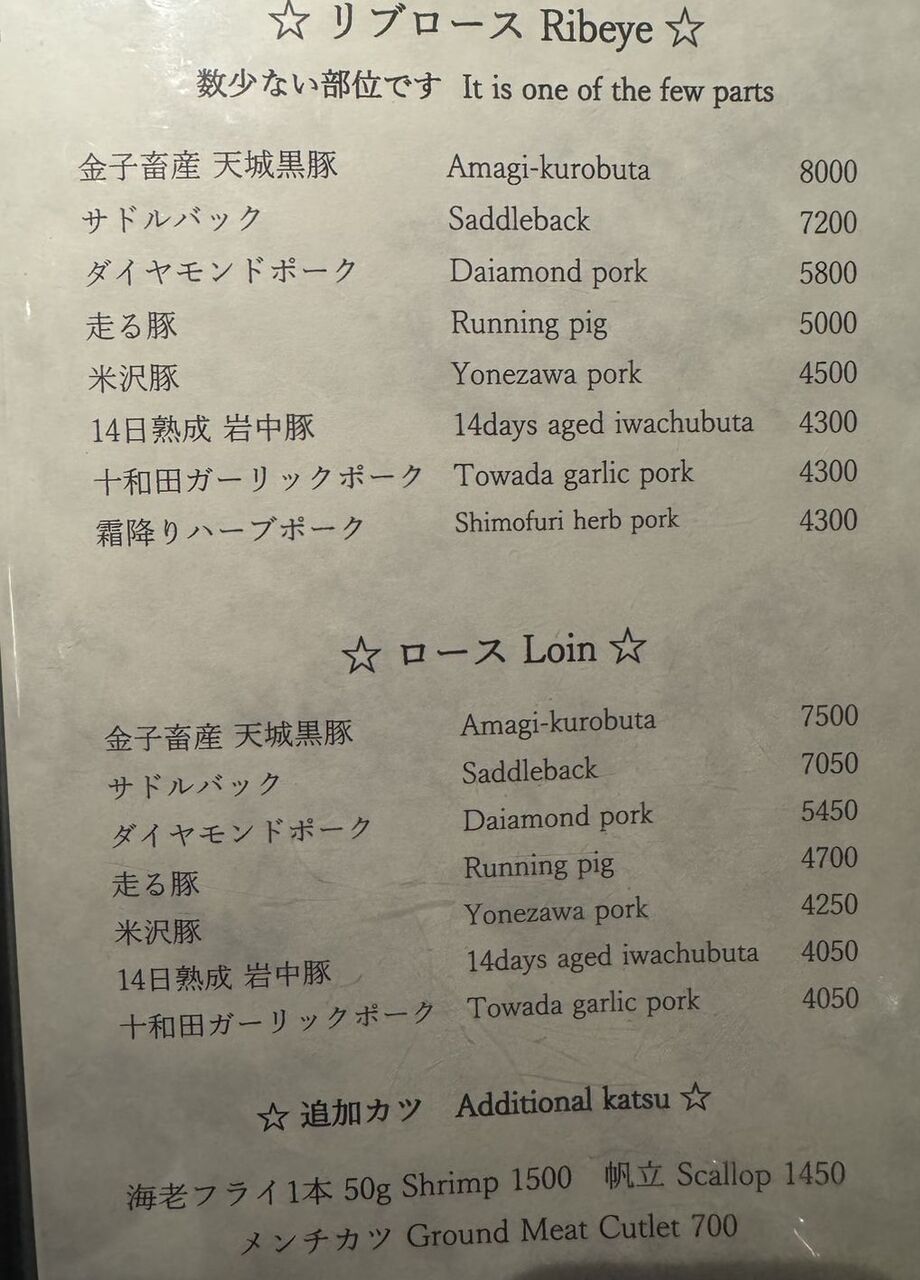 ☆ リブロース Ribeye ☆
数少ない部位です It is one of the few parts
金子畜産 天城黒豚 Amagi-kurobuta 8000
サドルバック Saddleback 7200
ダイヤモンドポーク Daiamond pork 5800
走る豚 Running pig 5000
米沢豚 Yonezawa pork 4500
14日熟成 岩中豚 14days aged iwachubuta 4300
十和田ガーリックポーク Towada garlic pork 4300
霜降りハーブポーク Shimofuri herb pork 4300
☆ ロース Loin ☆
金子畜産 天城黒豚 Amagi-kurobuta 7500
サドルバック Saddleback 7050
ダイヤモンドポーク Daiamond pork 5450
走る豚 Running pig 4700
米沢豚 Yonezawa pork 4250
14日熟成 岩中豚 14days aged iwachubuta 4050
十和田ガーリックポーク Towada garlic pork 4050
☆ 追加カツ Additional katsu ☆
海老フライ1本 50g Shrimp 1500 帆立 Scallop 1450
メンチカツ Ground Meat Cutlet 700